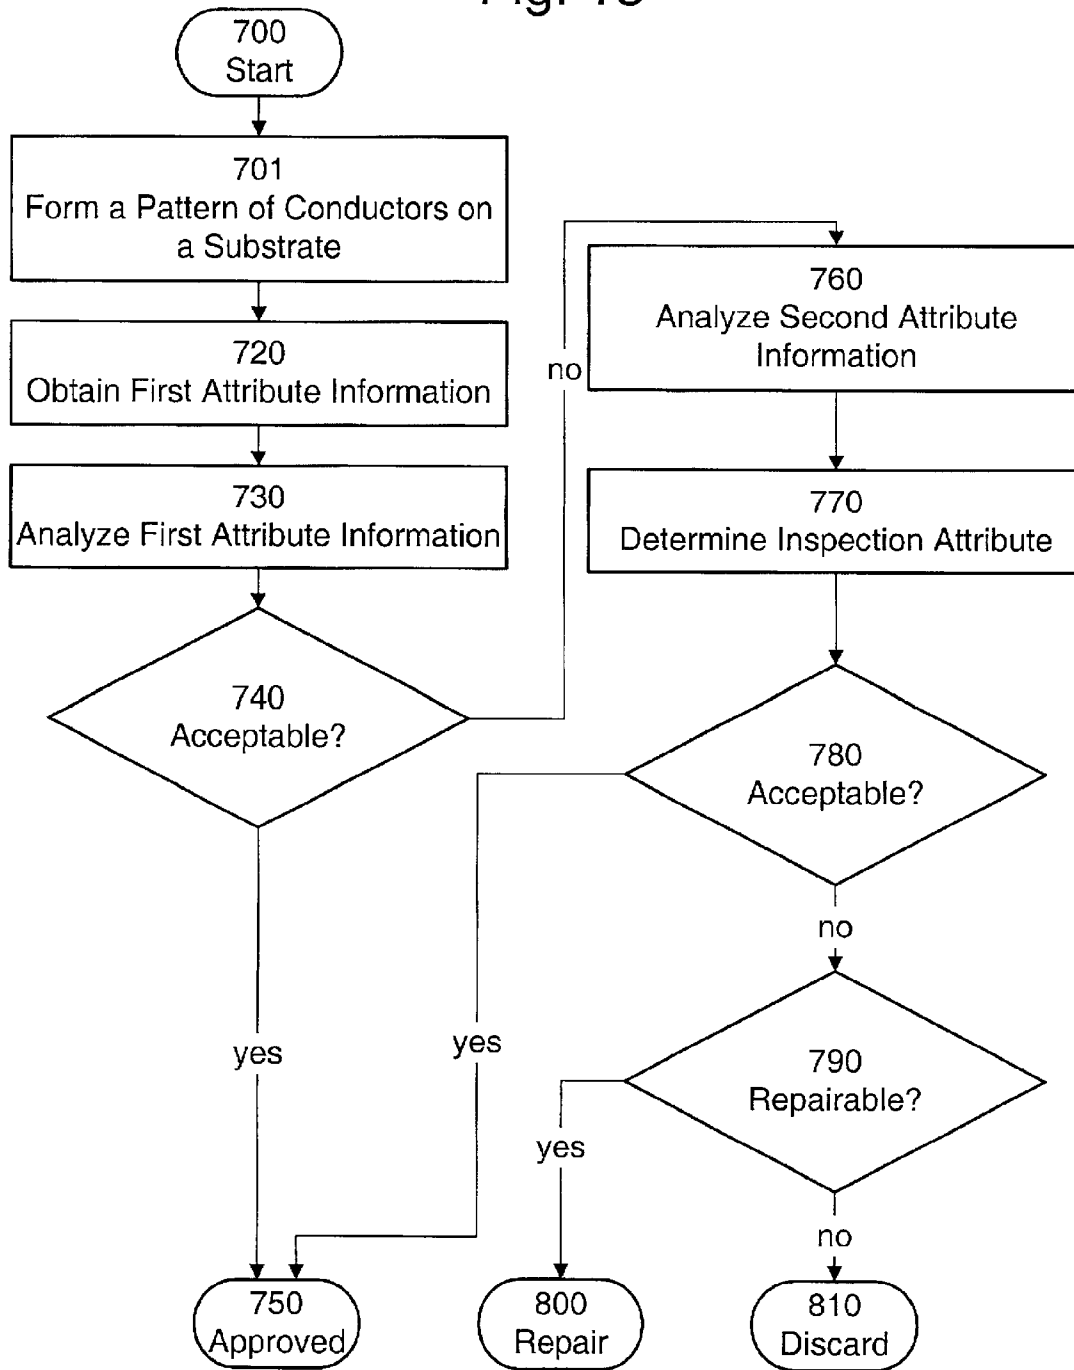 700
Start
701
Form a Pattern of Conductors on
a Substrate
720
Obtain First Attribute Information
730
Analyze First Attribute Information
740
Acceptable?
no
760
Analyze Second Attribute
Information
770
Determine Inspection Attribute
780
Acceptable?
no
790
Repairable?
yes
yes
yes
no
750
Approved
800
Repair
810
Discard